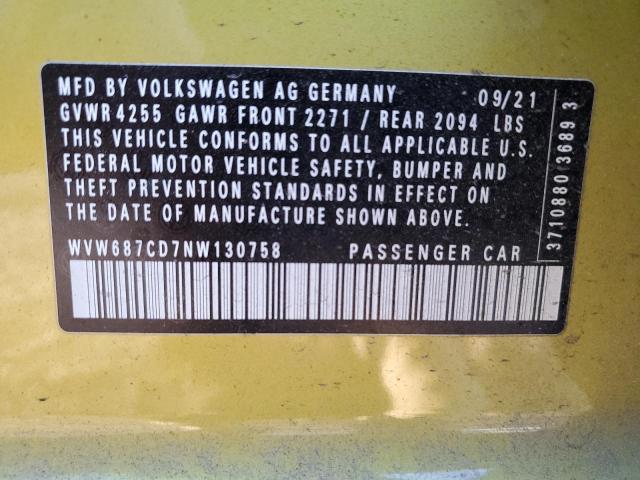 MFD BY VOLKSWAGEN AG GERMANY 09/21
GVWR 4255 GAWR FRONT 2271 / REAR 2094 LBS
THIS VEHICLE CONFORMS TO ALL APPLICABLE U.S.
FEDERAL MOTOR VEHICLE SAFETY, BUMPER AND
THEFT PREVENTION STANDARDS IN EFFECT ON
THE DATE OF MANUFACTURE SHOWN ABOVE.
WVW687CD7NW130758 PASSENGER CAR
3710880 36893